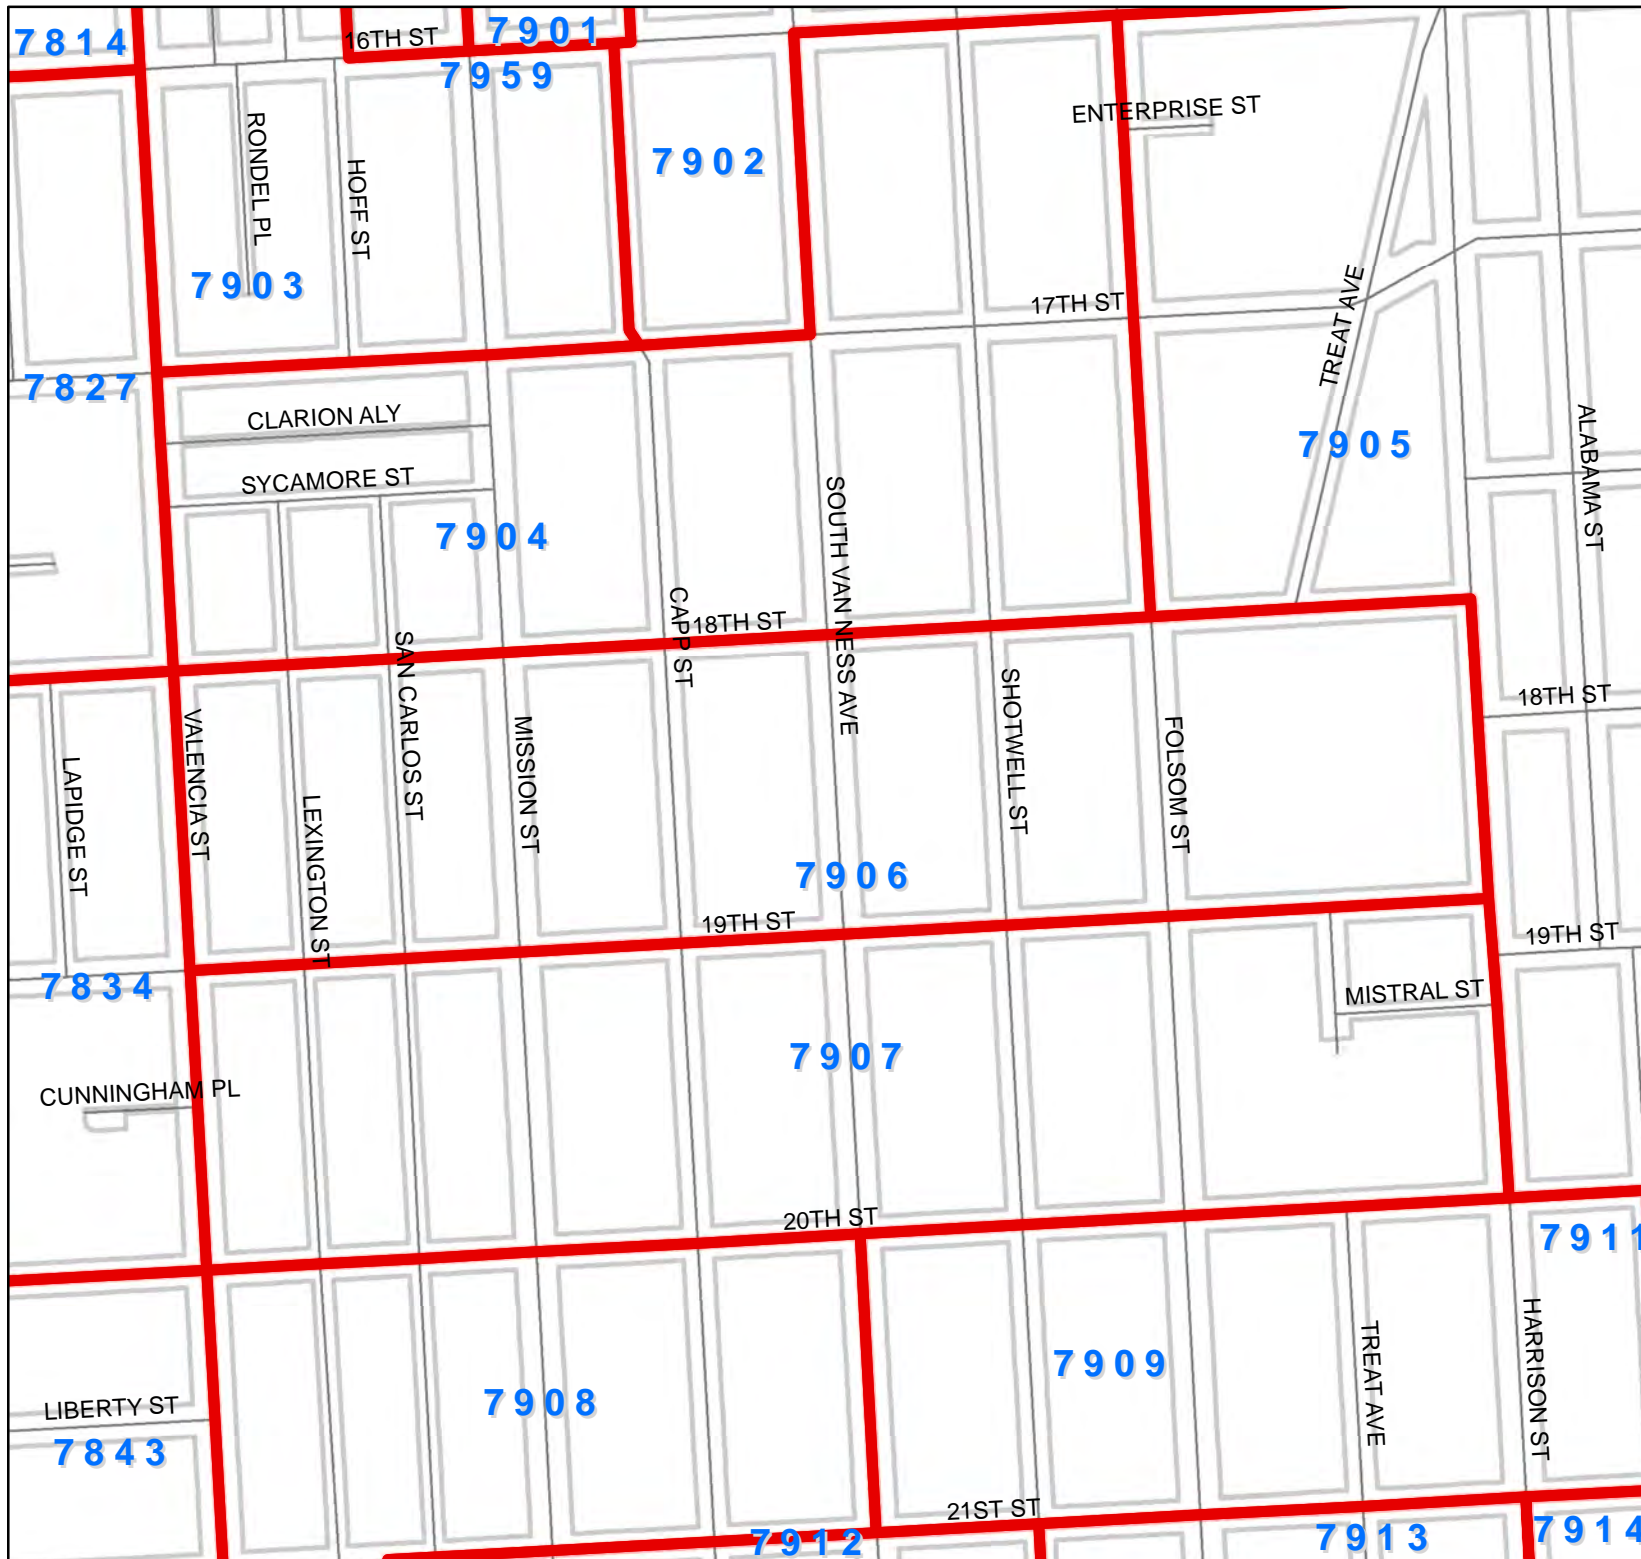 7814
16TH ST
7901
7959
RONDEL PL
HOFF ST
7902
ENTERPRISE ST
7903
17TH ST
TREAT AVE
7827
CLARION ALY
SYCAMORE ST
7904
7905
ALABAMA ST
SOUTH VAN NESS AVE
CAPP ST
18TH ST
SAN CARLOS ST
VALENCIA ST
LAPIDGE ST
LEXINGTON ST
MISSION ST
SHOTWELL ST
FOLSOM ST
18TH ST
7906
19TH ST
19TH ST
7834
MISTRAL ST
7907
CUNNINGHAM PL
20TH ST
7911
7909
TREAT AVE
HARRISON ST
7908
LIBERTY ST
7843
21ST ST
7912
7913
7914